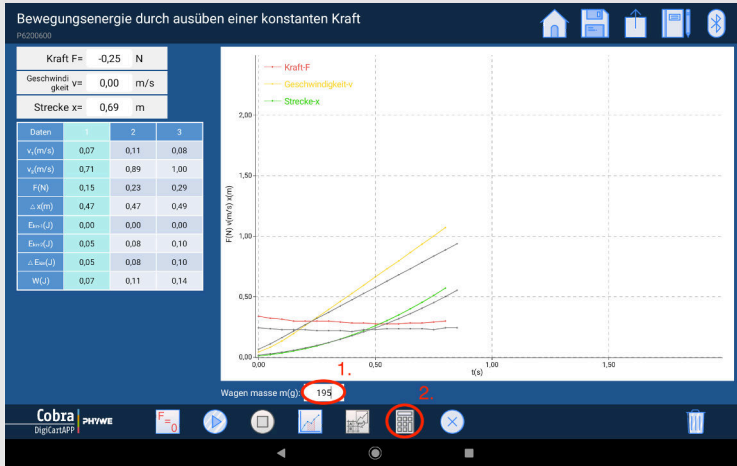 Bewegungsenergie durch ausüben einer konstanten Kraft
P6200600
Kraft F= -0,25 N
Geschwindi
gkeit v= 0,00 m/s
Strecke x= 0,69 m
Daten 1 2 3
v₁(m/s) 0,07 0,11 0,08
v₂(m/s) 0,71 0,89 1,00
F(N) 0,15 0,23 0,29
△ x(m) 0,47 0,47 0,49
Eₖᵢₙ₁(J) 0,00 0,00 0,00
Eₖᵢₙ₂(J) 0,05 0,08 0,10
△ Eₖᵢₙ(J) 0,05 0,08 0,10
W(J) 0,07 0,11 0,14
Kraft-F
Geschwindigkeit-v
Strecke-x
F(N) v(m/s) x(m)
2,00
1,50
1,00
0,50
0,00
0,00 0,50 1,00 1,50
t(s)
1.
Wagen masse m(g): 195
2.
Cobra PHYWE
DigiCartAPP
F=0